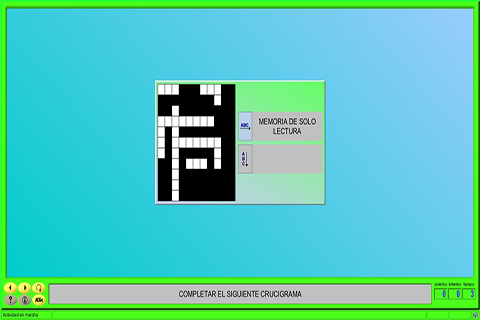 ABC
MEMORIA DE SOLO
LECTURA
A
B
C
COMPLETAR EL SIGUIENTE CRUCIGRAMA
aciertos intentos tiempo
0 0 3
Actividad en marcha